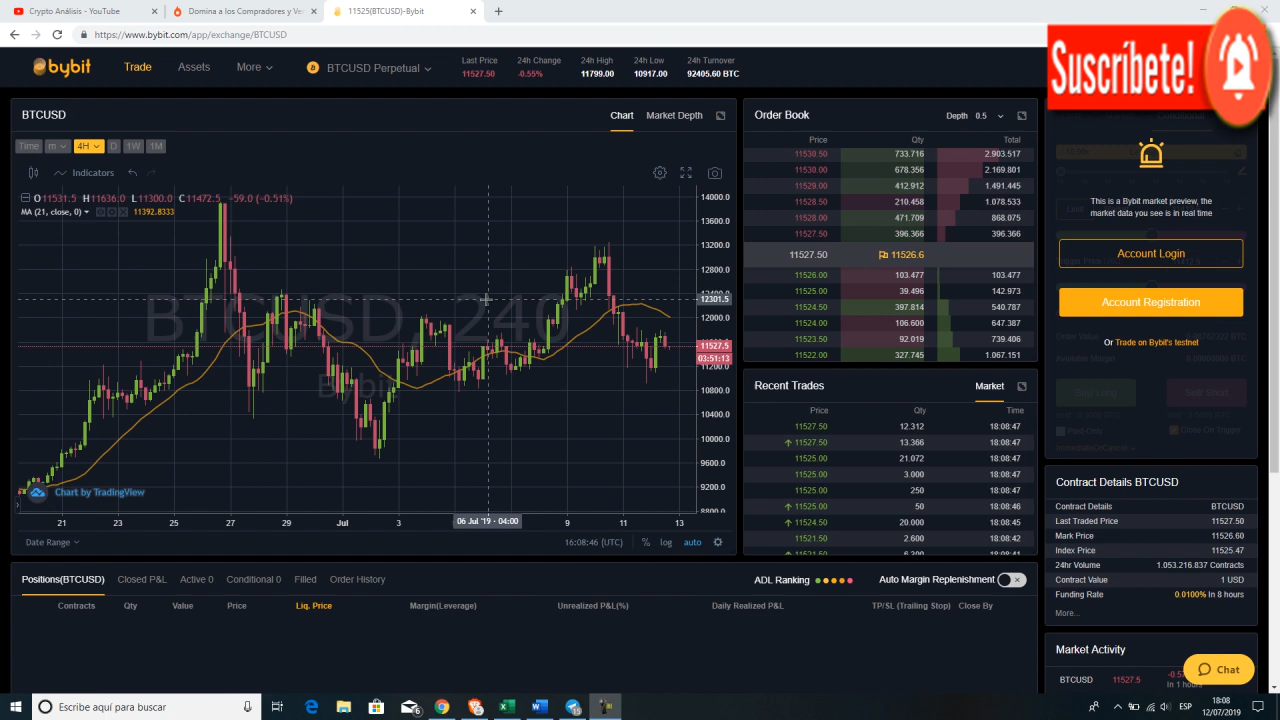 Crypto Análisis - YouTube
Domina a los Compradores y Ven
11525(BTCUSD)-Bybit
https://www.bybit.com/app/exchange/BTCUSD
bybit
Trade
Assets
More
BTCUSD Perpetual
Last Price
11527.50
24h Change
-0.55%
24h High
11799.00
24h Low
10917.00
24h Turnover
92405.60 BTC
Suscríbete!
BTCUSD
Chart
Market Depth
Time
m
4H
D
1W
1M
Indicators
O 11531.5 H 11636.0 L 11300.0 C 11472.5 -59.0 (-0.51%)
MA (21, close, 0)
11392.8333
BTCUSD, 240
Bybit
14000.0
13600.0
13200.0
12800.0
12400.0
12301.5
12000.0
11527.5
03:51:13
11200.0
10800.0
10400.0
10000.0
9600.0
9200.0
8800.0
Chart by TradingView
21
23
25
27
29
Jul
3
06 Jul '19 - 04:00
9
11
13
Date Range
16:08:46 (UTC)
%
log
auto
Order Book
Depth 0.5
Price Qty Total
11530.50 733.716 2.903.517
11530.00 678.356 2.169.801
11529.00 412.912 1.491.445
11528.50 210.458 1.078.533
11528.00 471.709 868.075
11527.50 396.366 396.366
11527.50 11526.6
11526.00 103.477 103.477
11525.00 39.496 142.973
11524.50 397.814 540.787
11524.00 106.600 647.387
11523.50 92.019 739.406
11522.00 327.745 1.067.151
Recent Trades
Market
Price Qty Time
11527.50 12.312 18:08:47
11527.50 13.366 18:08:47
11525.00 21.072 18:08:47
11525.00 3.000 18:08:47
11525.00 250 18:08:47
11525.00 50 18:08:46
11524.50 20.000 18:08:45
11521.50 2.600 18:08:42
11521.50 6.300 18:08:41
This is a Bybit market preview, the
market data you see is in real time
Account Login
Account Registration
Or Trade on Bybit's testnet
Contract Details BTCUSD
Contract Details BTCUSD
Last Traded Price 11527.50
Mark Price 11526.60
Index Price 11525.47
24hr Volume 1.053.216.837 Contracts
Contract Value 1 USD
Funding Rate 0.0100% In 8 hours
More...
Market Activity
BTCUSD 11527.5
In 1 hours
Chat
Positions(BTCUSD)
Closed P&L
Active 0
Conditional 0
Filled
Order History
ADL Ranking
Auto Margin Replenishment
Contracts
Qty
Value
Price
Liq. Price
Margin(Leverage)
Unrealized P&L(%)
Daily Realized P&L
TP/SL (Trailing Stop)
Close By
Escribe aquí para buscar
ESP
18:08
12/07/2019